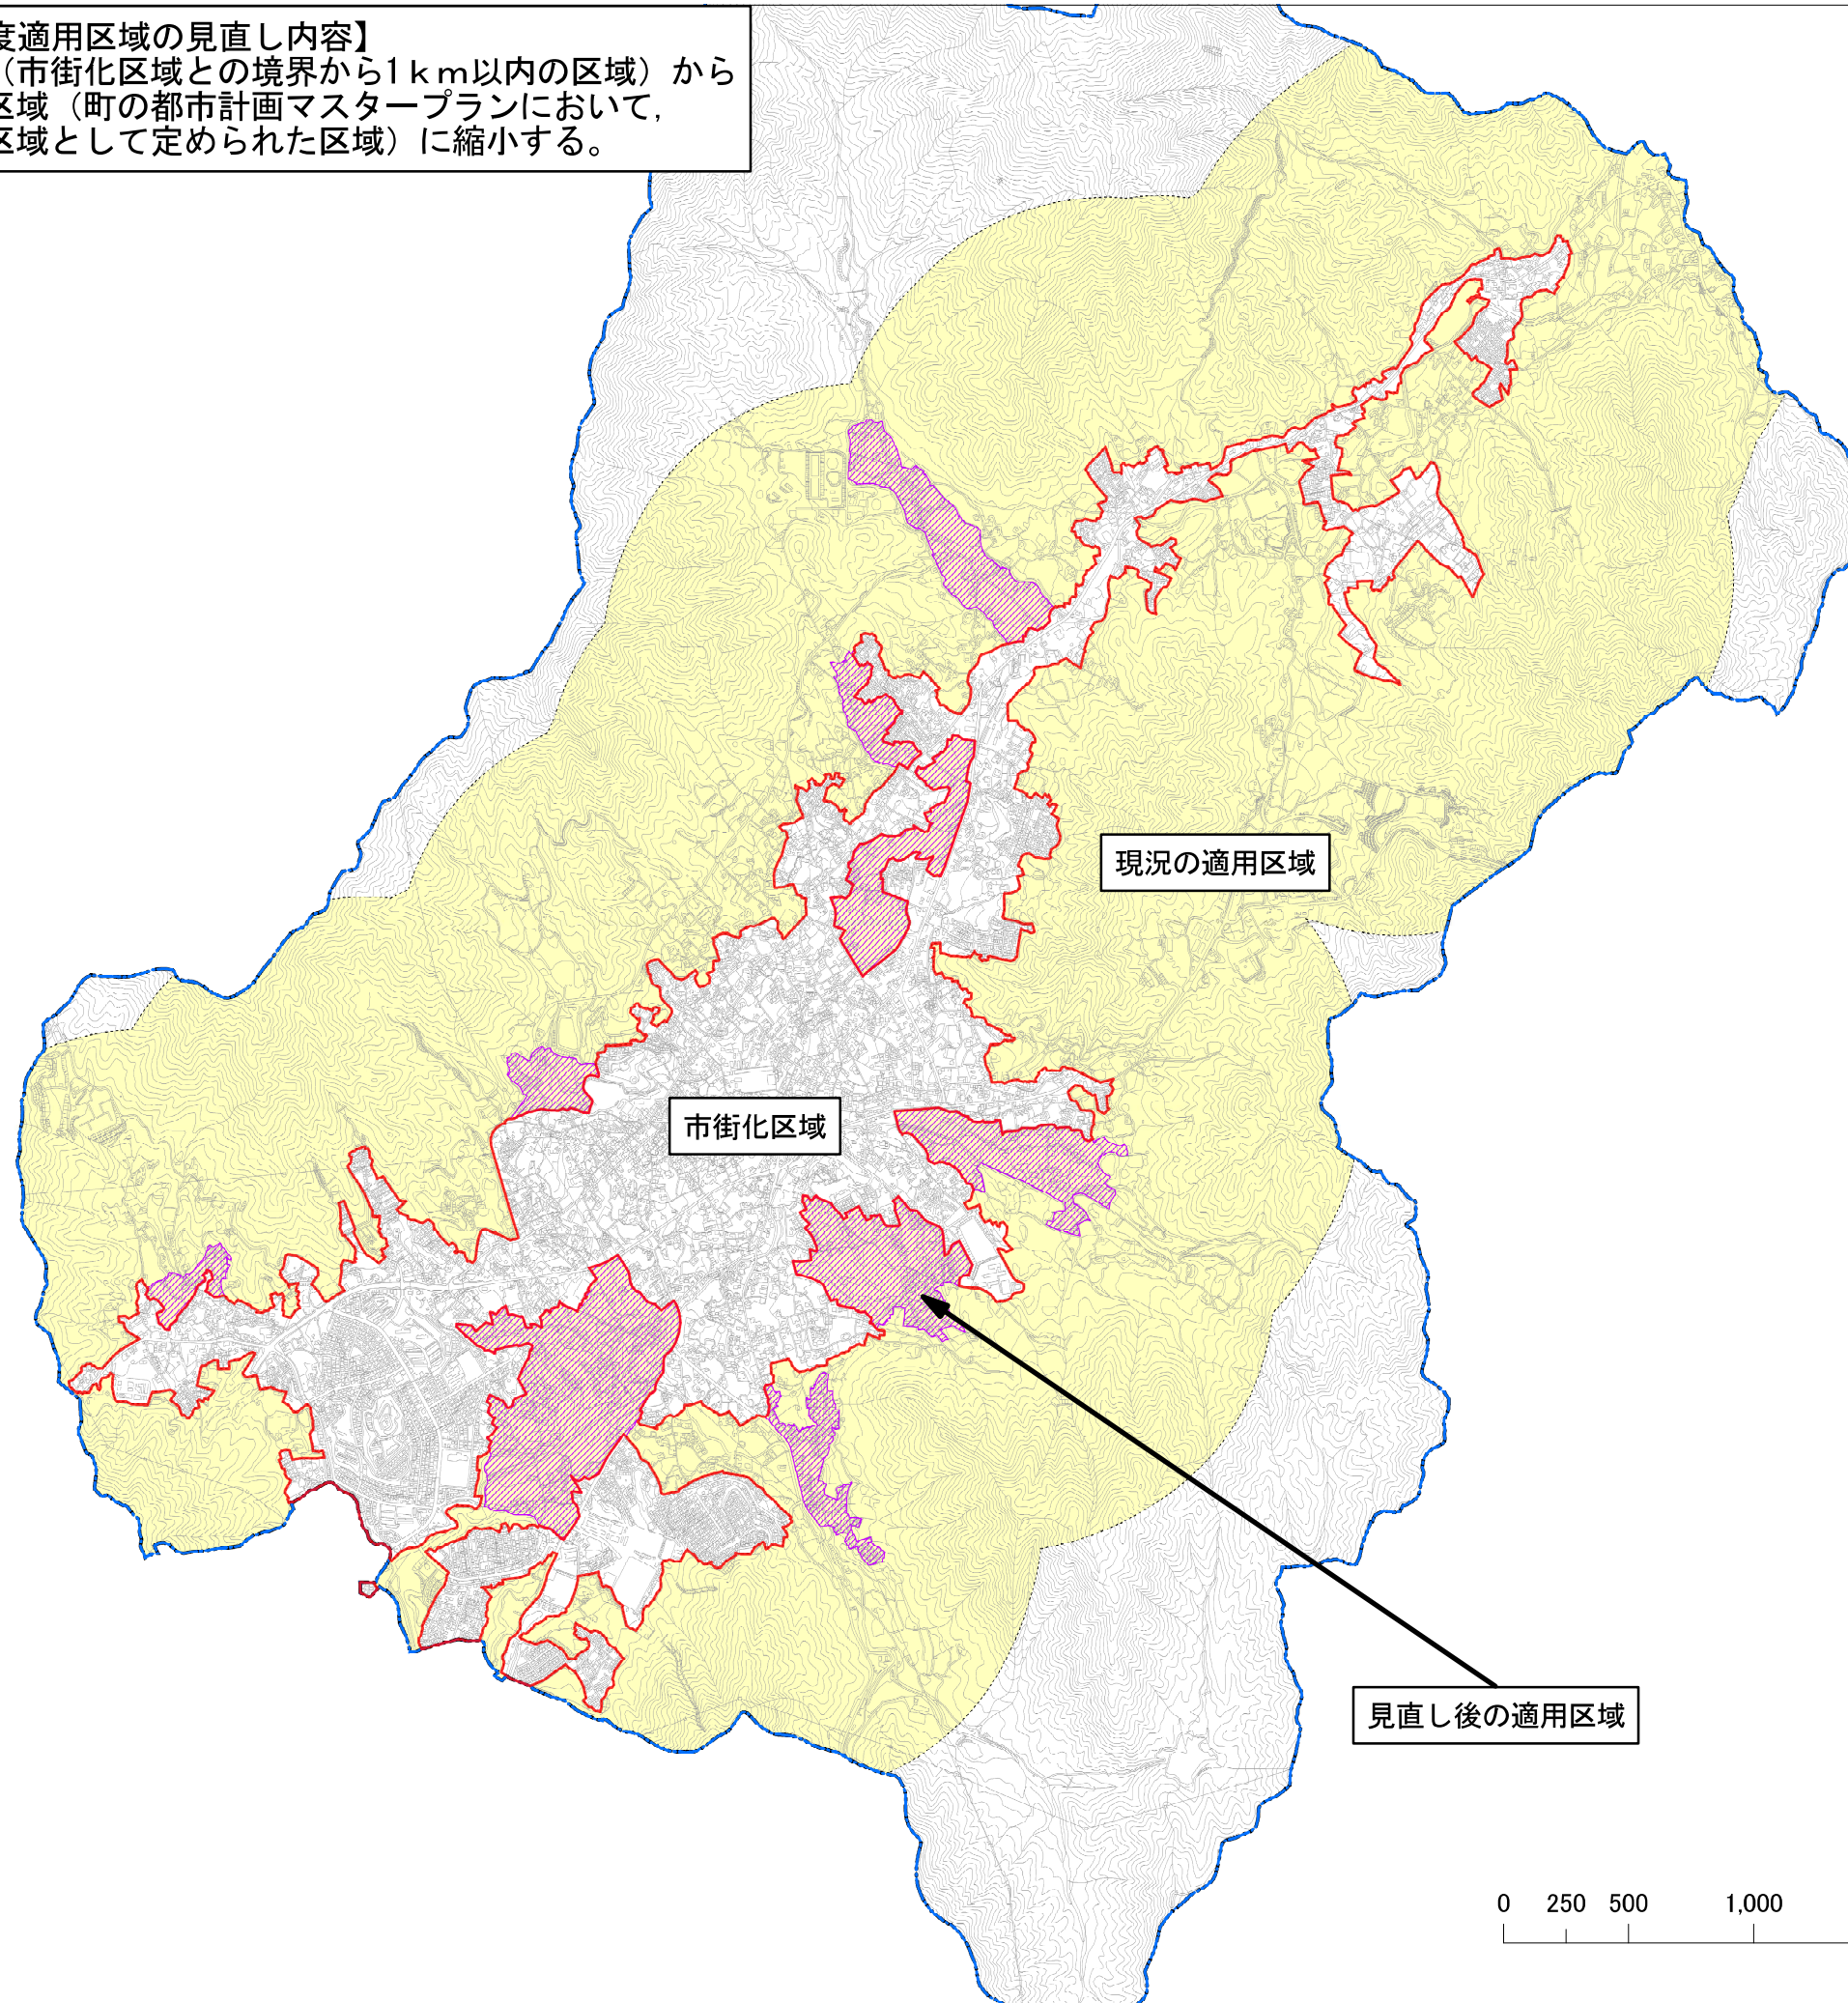 度適用区域の見直し内容】
（市街化区域との境界から1ｋｍ以内の区域）から
区域（町の都市計画マスタープランにおいて，
区域として定められた区域）に縮小する。
現況の適用区域
市街化区域
見直し後の適用区域
0 250 500 1,000